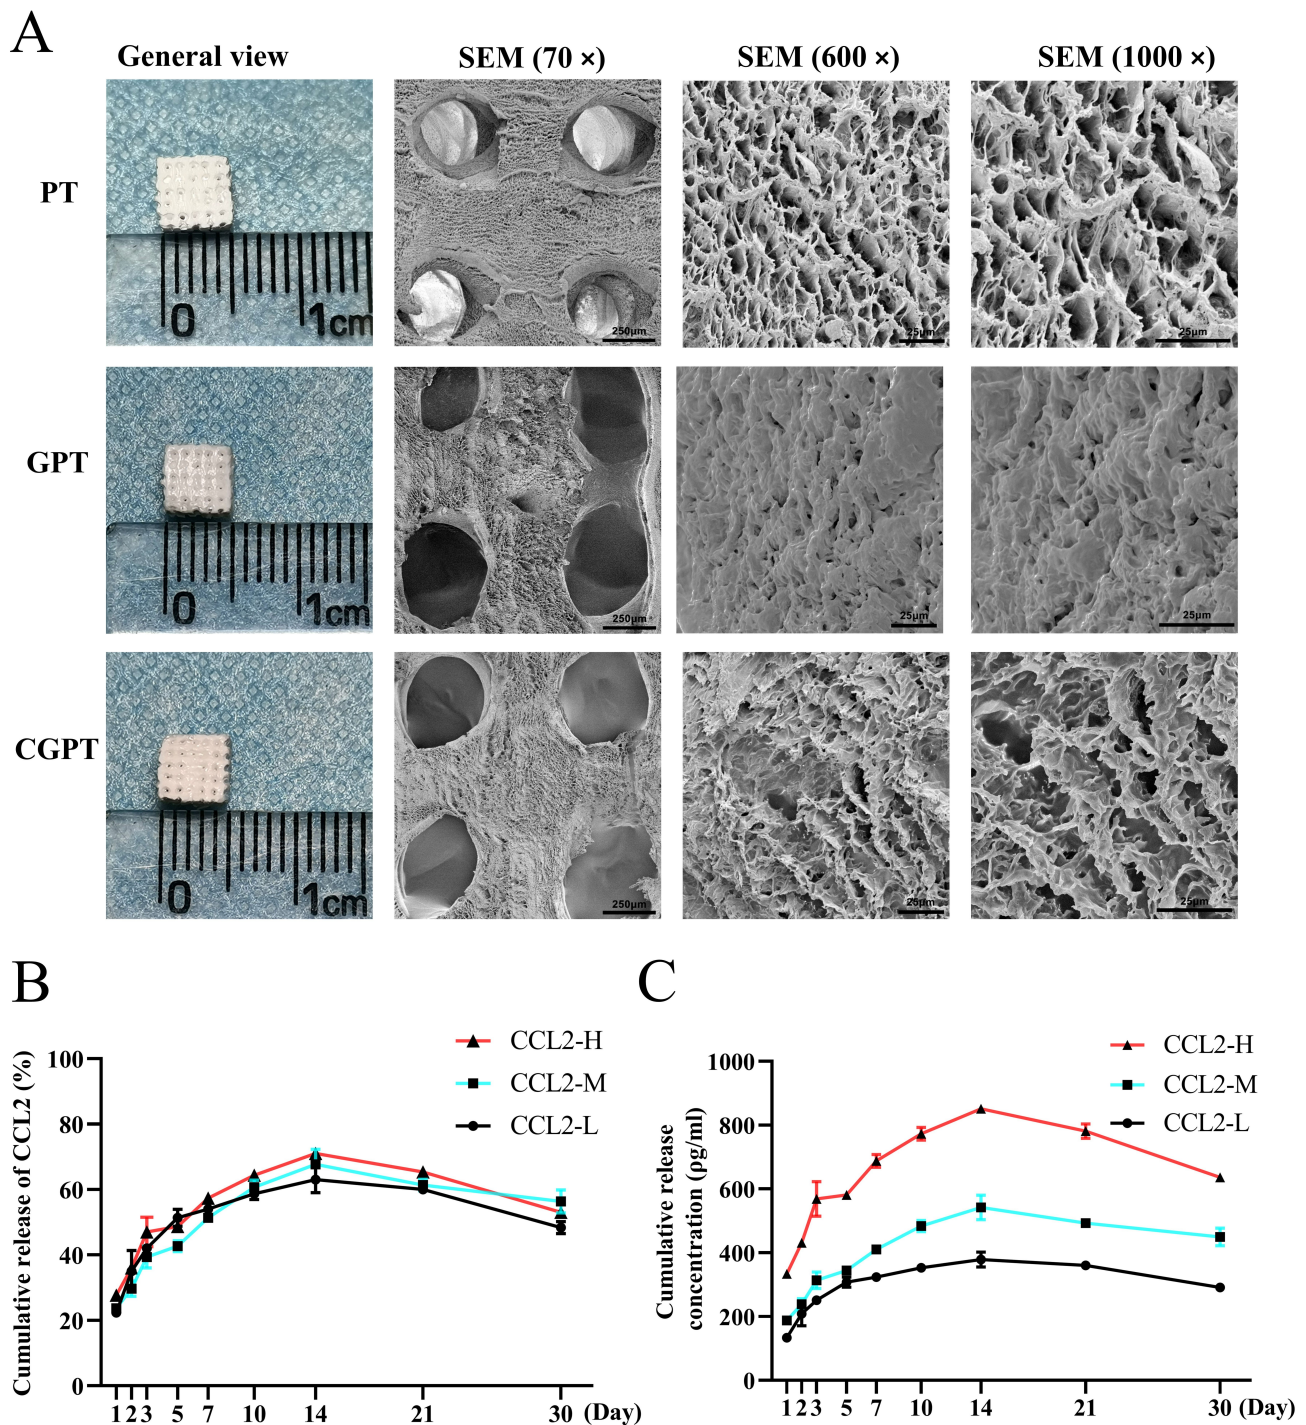 A
General view
SEM (70 ×)
SEM (600 ×)
SEM (1000 ×)
PT
0
1cm
250μm
25μm
25μm
GPT
0
1cm
250μm
25μm
25μm
CGPT
0
1cm
250μm
25μm
25μm
B
CCL2-H
CCL2-M
CCL2-L
Cumulative release of CCL2 (%)
100
80
60
40
20
0
1 2 3 5 7 10 14 21 30 (Day)
C
CCL2-H
CCL2-M
CCL2-L
Cumulative release
concentration (ρg/ml)
1000
800
600
400
200
0
1 2 3 5 7 10 14 21 30 (Day)